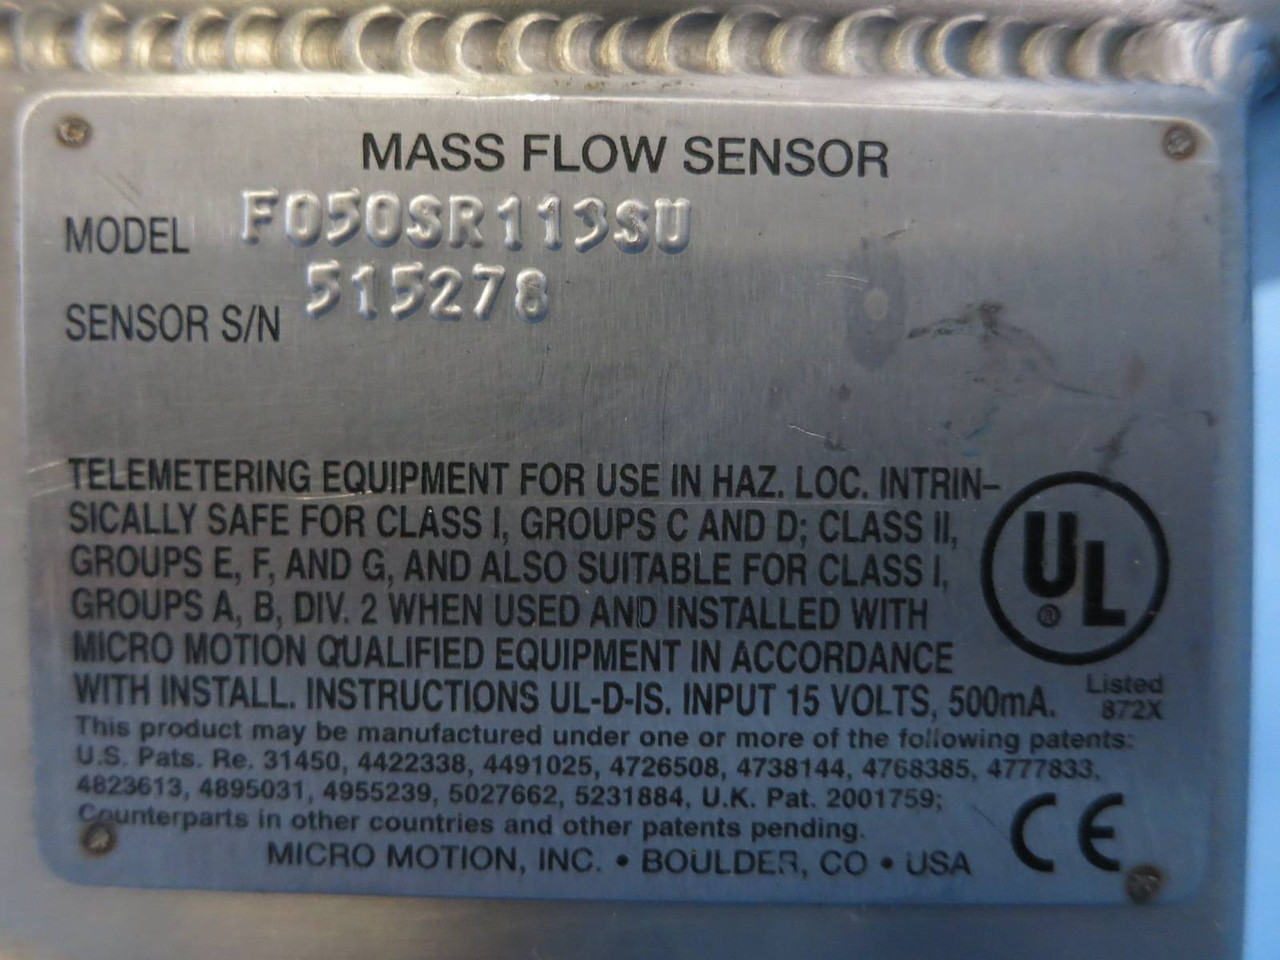 MASS FLOW SENSOR
MODEL F050SR113SU
SENSOR S/N 515278
TELEMETERING EQUIPMENT FOR USE IN HAZ. LOC. INTRIN-
SICALLY SAFE FOR CLASS I, GROUPS C AND D; CLASS II,
GROUPS E, F, AND G, AND ALSO SUITABLE FOR CLASS I,
GROUPS A, B, DIV. 2 WHEN USED AND INSTALLED WITH
MICRO MOTION QUALIFIED EQUIPMENT IN ACCORDANCE
WITH INSTALL. INSTRUCTIONS UL-D-IS. INPUT 15 VOLTS, 500mA.
UL ®
Listed
872X
This product may be manufactured under one or more of the following patents:
U.S. Pats. Re. 31450, 4422338, 4491025, 4726508, 4738144, 4768385, 4777833,
4823613, 4895031, 4955239, 5027662, 5231884, U.K. Pat. 2001759;
Counterparts in other countries and other patents pending.
CE
MICRO MOTION, INC. • BOULDER, CO • USA